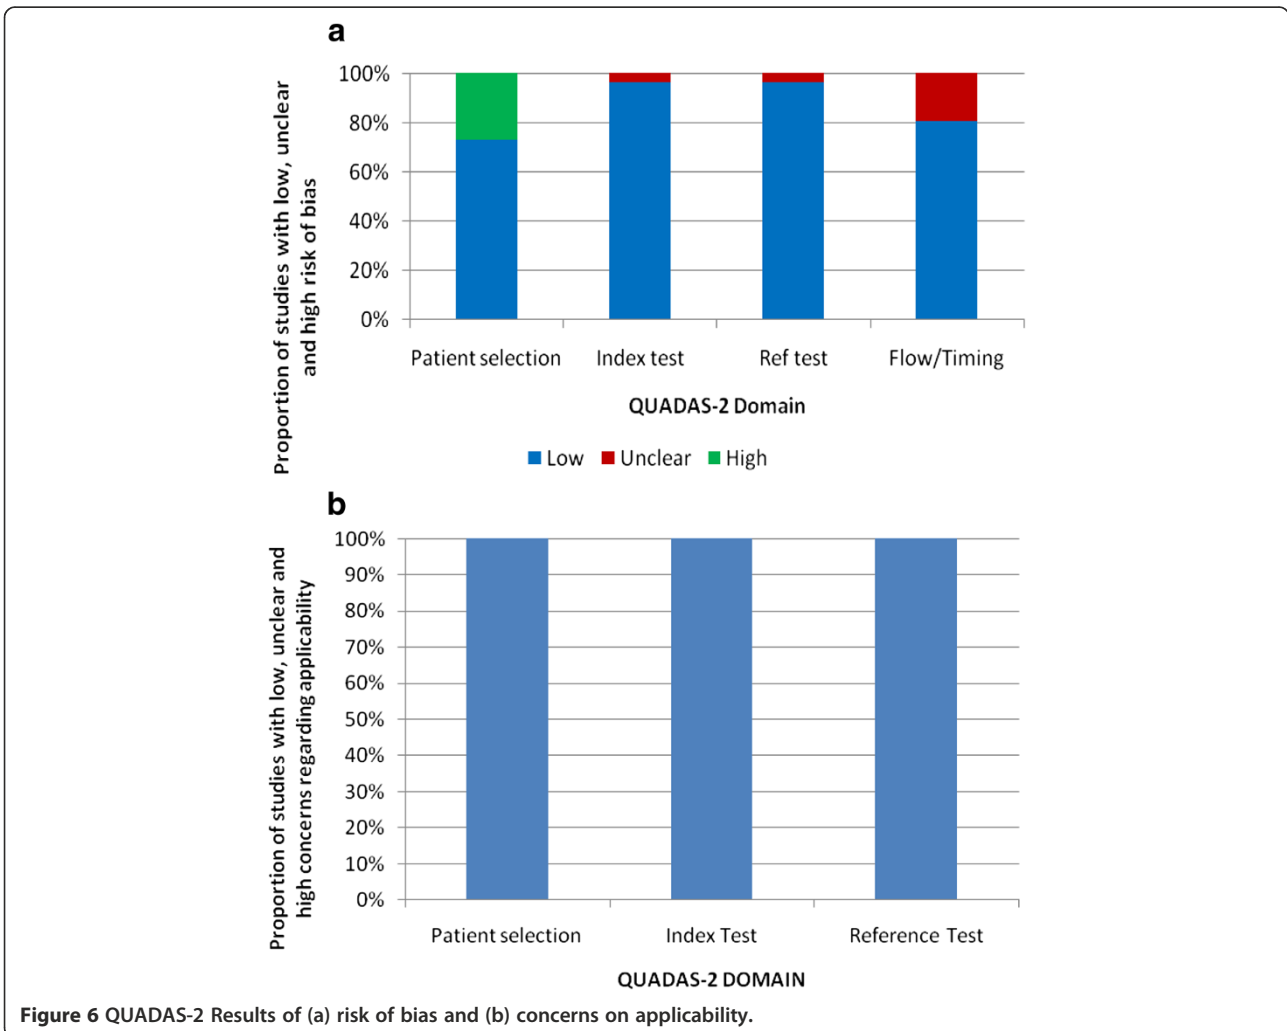 a
Proportion of studies with low, unclear
and high risk of bias
100%
80%
60%
40%
20%
0%
Patient selection Index test Ref test Flow/Timing
QUADAS-2 Domain
Low Unclear High
b
Proportion of studies with low, unclear and
high concerns regarding applicability
100%
90%
80%
70%
60%
50%
40%
30%
20%
10%
0%
Patient selection Index Test Reference Test
QUADAS-2 DOMAIN
Figure 6 QUADAS-2 Results of (a) risk of bias and (b) concerns on applicability.